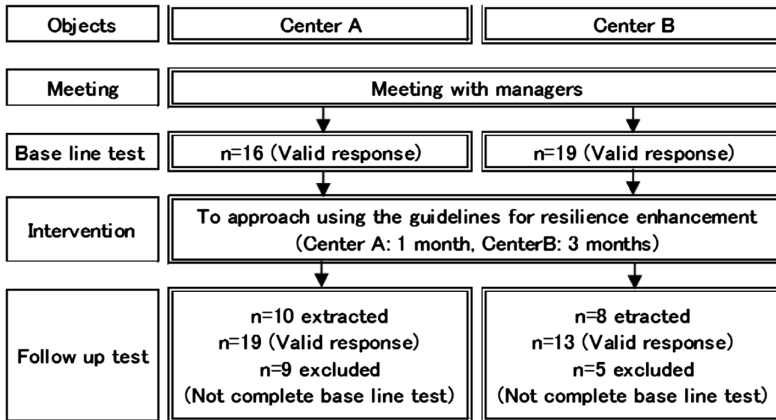 Objects
Center A
Center B
Meeting
Meeting with managers
Base line test
n=16 (Valid response)
n=19 (Valid response)
Intervention
To approach using the guidelines for resilience enhancement
(Center A: 1 month, CenterB: 3 months)
Follow up test
n=10 extracted
n=19 (Valid response)
n=9 excluded
(Not complete base line test)
n=8 etracted
n=13 (Valid response)
n=5 excluded
(Not complete base line test)